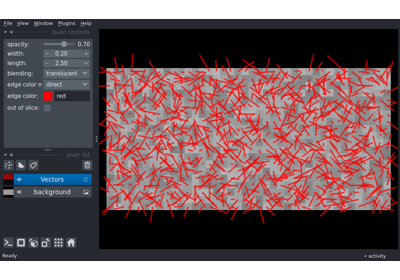 File View Window Plugins Help
layer controls
opacity: 0.70
width: 0.20
length: 2.50
blending: translucent
edge color m direct
edge color: red
out of slice:
layer list
Vectors
background
Ready
activity